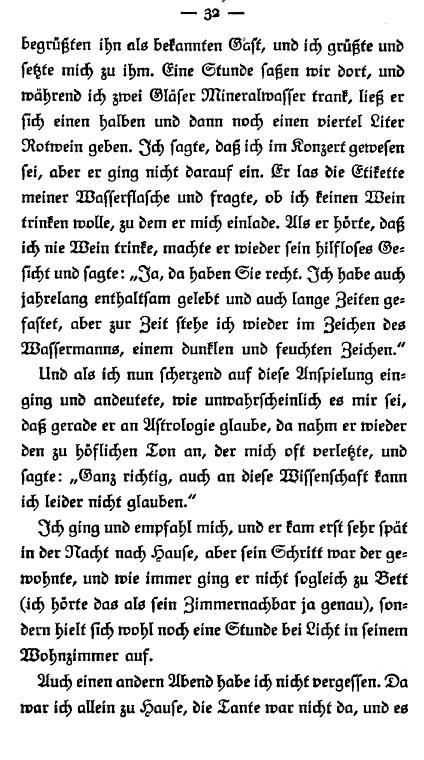 — 32 —
begrüßten ihn als bekannten Gast, und ich grüßte und
setzte mich zu ihm. Eine Stunde saßen wir dort, und
während ich zwei Gläser Mineralwasser trank, ließ er
sich einen halben und dann noch einen viertel Liter
Rotwein geben. Ich sagte, daß ich im Konzert gewesen
sei, aber er ging nicht darauf ein. Er las die Etikette
meiner Wasserflasche und fragte, ob ich keinen Wein
trinken wolle, zu dem er mich einlade. Als er hörte, daß
ich nie Wein trinke, machte er wieder sein hilfloses Ge⸗
sicht und sagte: „Ja, da haben Sie recht. Ich habe auch
jahrelang enthaltsam gelebt und auch lange Zeiten ge⸗
fastet, aber zur Zeit stehe ich wieder im Zeichen des
Wassermanns, einem dunklen und feuchten Zeichen.“
Und als ich nun scherzend auf diese Anspielung ein⸗
ging und andeutete, wie unwahrscheinlich es mir sei,
daß gerade er an Astrologie glaube, da nahm er wieder
den zu höflichen Ton an, der mich oft verletzte, und
sagte: „Ganz richtig, auch an diese Wissenschaft kann
ich leider nicht glauben.“
Ich ging und empfahl mich, und er kam erst sehr spät
in der Nacht nach Hause, aber sein Schritt war der ge⸗
wohnte, und wie immer ging er nicht sogleich zu Bett
(ich hörte das als sein Zimmernachbar ja genau), son⸗
dern hielt sich wohl noch eine Stunde bei Licht in seinem
Wohnzimmer auf.
Auch einen andern Abend habe ich nicht vergessen. Da
war ich allein zu Hause, die Tante war nicht da, und es